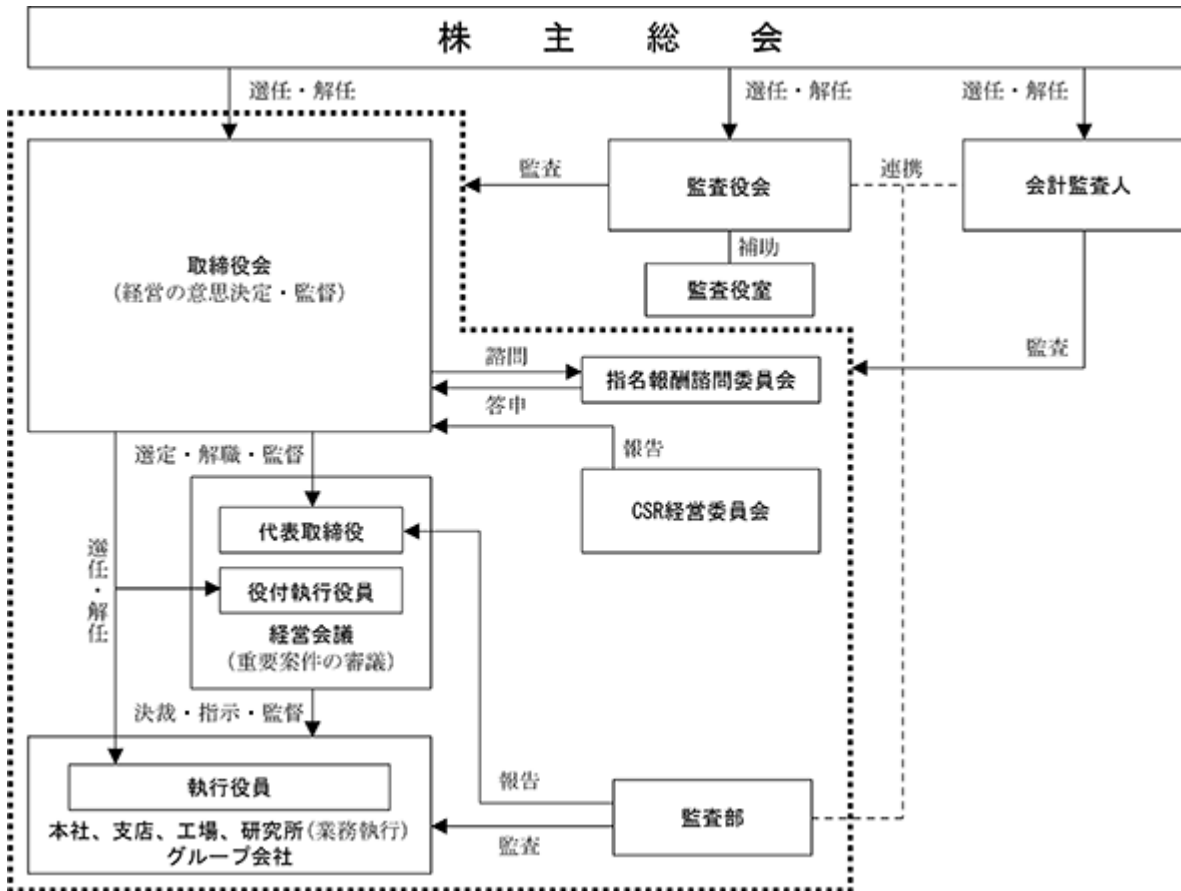 株主総会
選任・解任
選任・解任
選任・解任
取締役会
(経営の意思決定・監督)
監査
監査役会
連携
会計監査人
補助
監査役室
監査
諮問
指名報酬諮問委員会
答申
報告
CSR経営委員会
選定・解職・監督
代表取締役
役付執行役員
経営会議
(重要案件の審議)
選任・解任
決裁・指示・監督
執行役員
本社、支店、工場、研究所(業務執行)
グループ会社
報告
監査
監査部